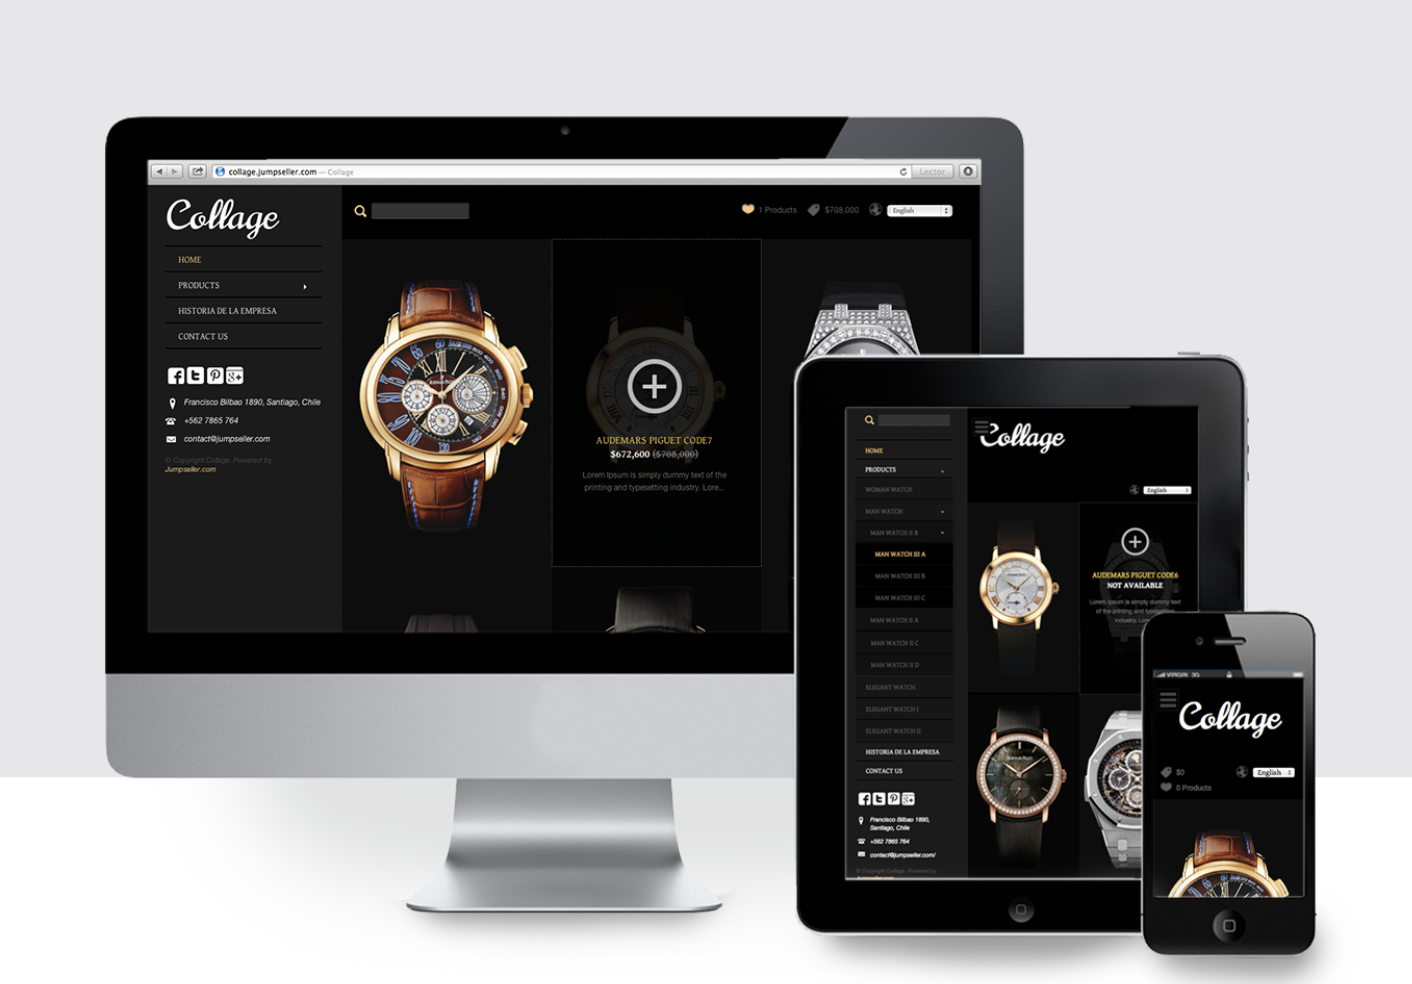 collage.jumpseller.com — Collage
Lector
Collage
1 Products
$708,000
English
HOME
PRODUCTS
HISTORIA DE LA EMPRESA
CONTACT US
Francisco Bilbao 1890, Santiago, Chile
+562 7865 764
contact@jumpseller.com
© Copyright Collage. Powered by
Jumpseller.com
AUDEMARS PIGUET CODE7
$672,600 ($708,000)
Lorem Ipsum is simply dummy text of the
printing and typesetting industry. Lore...
Collage
English
HOME
PRODUCTS
WOMAN WATCH
MAN WATCH
MAN WATCH II B
MAN WATCH III A
MAN WATCH III B
MAN WATCH III C
MAN WATCH II A
MAN WATCH II C
MAN WATCH II D
ELEGANT WATCH
ELEGANT WATCH I
ELEGANT WATCH II
HISTORIA DE LA EMPRESA
CONTACT US
Francisco Bilbao 1890,
Santiago, Chile
+562 7865 764
contact@jumpseller.com/
© Copyright Collage. Powered by
Jumpseller.com
AUDEMARS PIGUET CODE6
NOT AVAILABLE
Lorem Ipsum is simply dummy text
of the printing and typesetting
industry. Lore
VIRGIN 3G
Collage
$0
English
0 Products